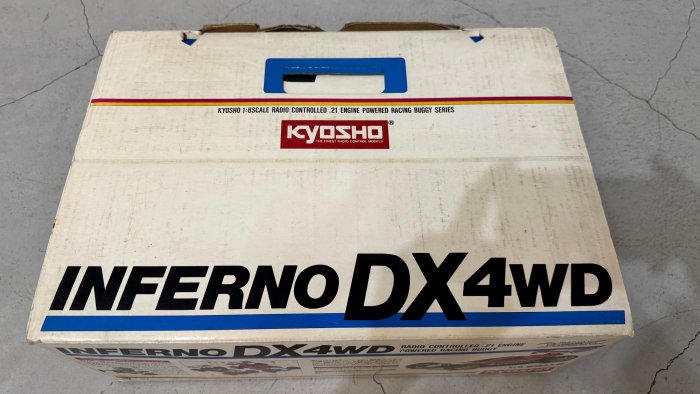 KYOSHO 1:8SCALE RADIO CONTROLLED .21 ENGINE POWERED RACING BUGGY SERIES
KYOSHO®
THE FINEST RADIO CONTROL MODELS
INFERNO DX4WD
INFERNO DX4WD
RADIO CONTROLLED .21 ENGINE
POWERED RACING BUGGY